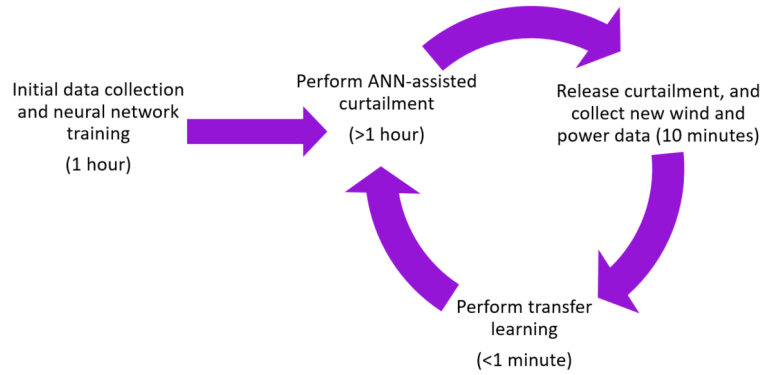 Initial data collection
and neural network
training
(1 hour)
Perform ANN-assisted
curtailment
(>1 hour)
Release curtailment, and
collect new wind and
power data (10 minutes)
Perform transfer
learning
(<1 minute)